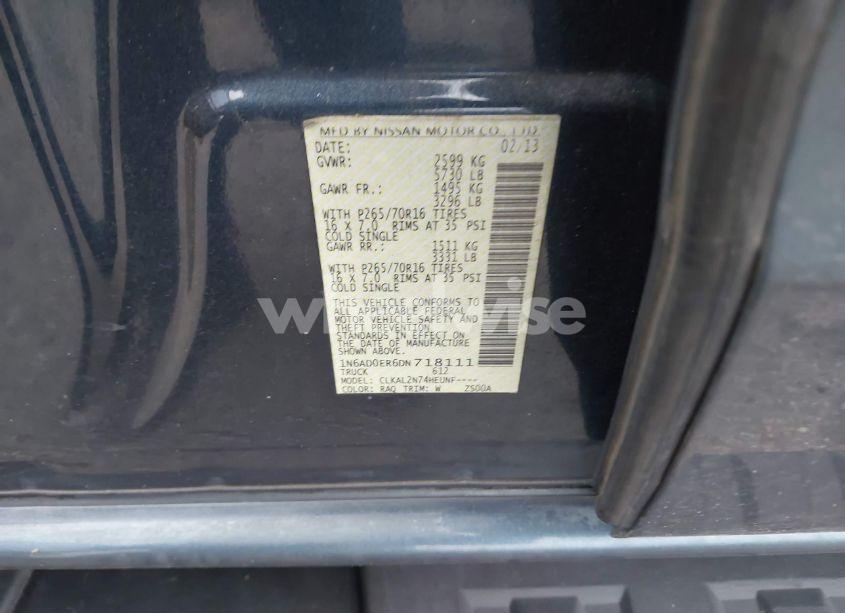 MFD BY NISSAN MOTOR CO., LTD.
DATE: 02/13
GVWR: 2599 KG
5730 LB
GAWR FR.: 1495 KG
3296 LB
WITH P265/70R16 TIRES
16 X 7.0 RIMS AT 35 PSI
COLD SINGLE
GAWR RR.: 1511 KG
3331 LB
WITH P265/70R16 TIRES
16 X 7.0 RIMS AT 35 PSI
COLD SINGLE
THIS VEHICLE CONFORMS TO
ALL APPLICABLE FEDERAL
MOTOR VEHICLE SAFETY AND
THEFT PREVENTION
STANDARDS IN EFFECT ON
THE DATE OF MANUFACTURE
SHOWN ABOVE.
1N6AD0ER6DN718111
TRUCK 612
MODEL: CLKAL2N74HEUNF----
COLOR: RAQ TRIM: W ZS00A